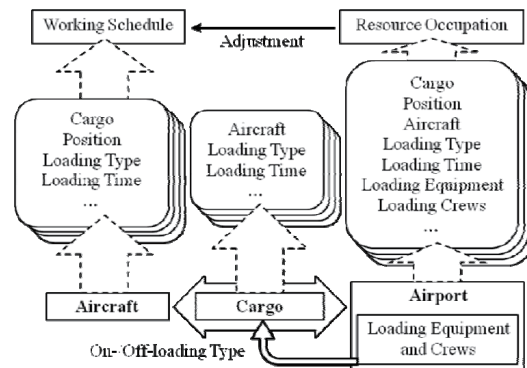 Working Schedule
Resource Occupation
Adjustment
Cargo
Position
Loading Type
Loading Time
...
Aircraft
Loading Type
Loading Time
...
Cargo
Position
Aircraft
Loading Type
Loading Time
Loading Equipment
Loading Crews
...
Aircraft
Cargo
Airport
Loading Equipment
and Crews
On-/Off-loading Type